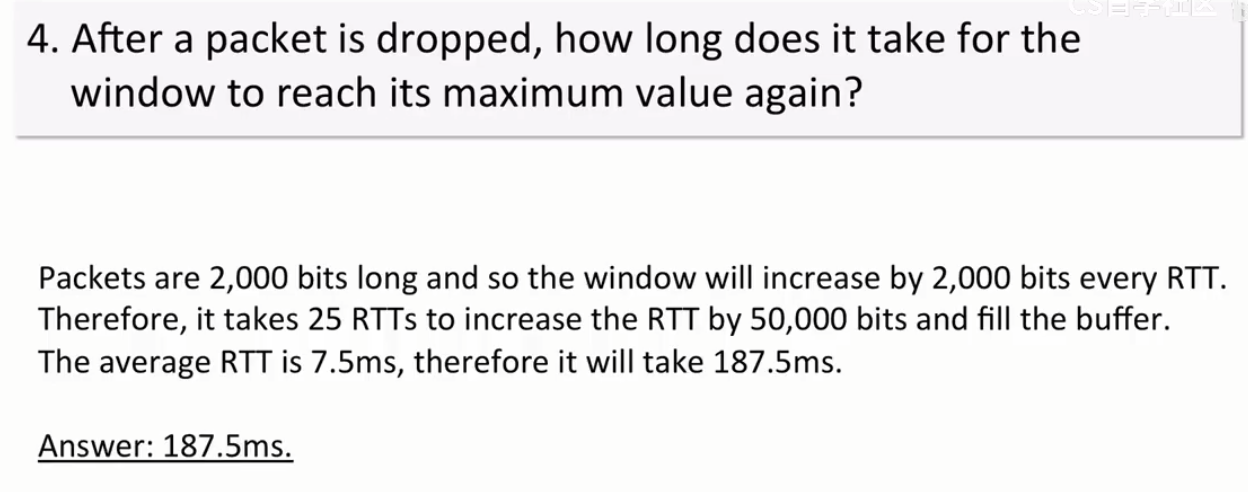 4. After a packet is dropped, how long does it take for the
window to reach its maximum value again?
Packets are 2,000 bits long and so the window will increase by 2,000 bits every RTT.
Therefore, it takes 25 RTTs to increase the RTT by 50,000 bits and fill the buffer.
The average RTT is 7.5ms, therefore it will take 187.5ms.
Answer: 187.5ms.